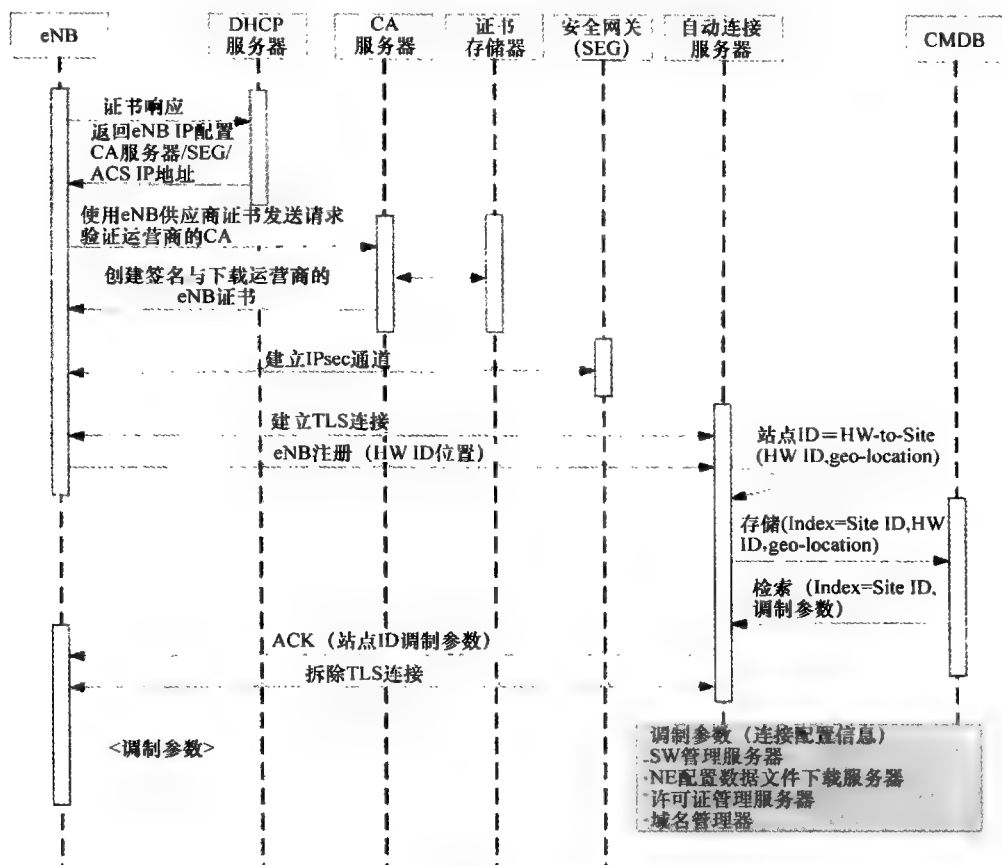 eNB
DHCP
服务器
CA
服务器
证书
存储器
安全网关
(SEG)
自动连接
服务器
CMDB
证书响应
返回eNB IP配置
CA服务器/SEG/
ACS IP地址
使用eNB供应商证书发送请求
验证运营商的CA
创建签名与下载运营商的
eNB证书
建立IPsec通道
建立TLS连接
eNB注册（HW ID位置）
站点ID＝HW-to-Site
(HW ID,geo-location)
存储(Index=Site ID,HW
ID,geo-location)
检索（Index=Site ID、
调制参数）
ACK（站点ID调制参数）
拆除TLS连接
<调制参数>
调制参数（连接配置信息）
·SW管理服务器
·NE配置数据文件下载服务器
·许可证管理服务器
·域名管理器